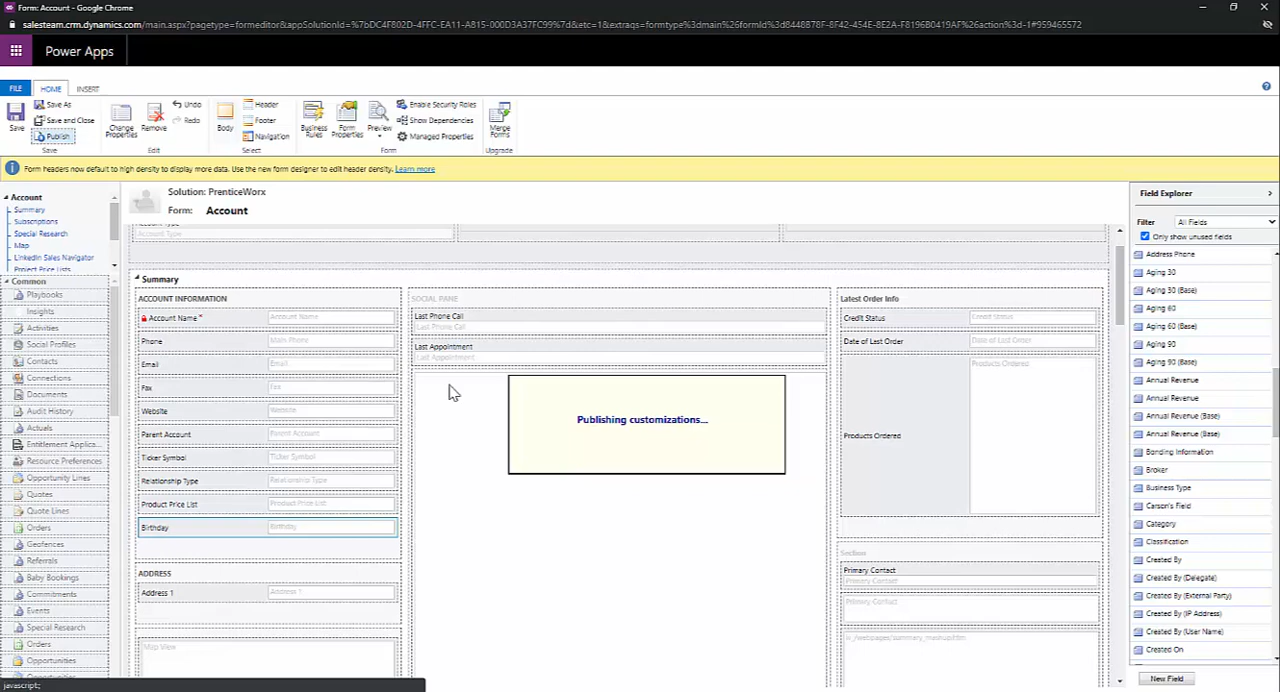 Form: Account - Google Chrome
salesteam.crm.dynamics.com/main.aspx?pagetype=formeditor&appSolutionId=%7bDC4F802D-4FFC-EA11-A815-000D3A37FC99%7d&etc=1&extraqs=formtype%3dmain%26formId%3d8448B78F-8F42-454E-8E2A-F8196B0419AF%26action%3d-1#959465572
Power Apps
FILE
HOME
INSERT
Save
Save As
Save and Close
Publish
Save
Change Properties
Remove
Undo
Redo
Edit
Body
Header
Footer
Navigation
Select
Business Rules
Form Properties
Preview
Enable Security Roles
Show Dependencies
Managed Properties
Form
Merge Forms
Upgrade
Form headers now default to high density to display more data. Use the new form designer to edit header density. Learn more
Account
Summary
Subscriptions
Special Research
Map
LinkedIn Sales Navigator
Project Price Lists
Common
Playbooks
Insights
Activities
Social Profiles
Contacts
Connections
Documents
Audit History
Actuals
Entitlement Applica...
Resource Preferences
Opportunity Lines
Quotes
Quote Lines
Orders
Geofences
Referrals
Baby Bookings
Commitments
Events
Special Research
Orders
Opportunities
Solution: PrenticeWorx
Form: Account
Account Type
Account Type
Summary
ACCOUNT INFORMATION
Account Name * Account Name
Phone Main Phone
Email Email
Fax Fax
Website Website
Parent Account Parent Account
Ticker Symbol Ticker Symbol
Relationship Type Relationship Type
Product Price List Product Price List
Birthday Birthday
ADDRESS
Address 1 Address 1
Map View
SOCIAL PANE
Last Phone Call
Last Phone Call
Last Appointment
Last Appointment
Publishing customizations...
Latest Order Info
Credit Status Credit Status
Date of Last Order Date of Last Order
Products Ordered Products Ordered
Section
Primary Contact
Primary Contact
Primary Contact
Field Explorer
Filter All Fields
Only show unused fields
Address Phone
Aging 30
Aging 30 (Base)
Aging 60
Aging 60 (Base)
Aging 90
Aging 90 (Base)
Annual Revenue
Annual Revenue
Annual Revenue (Base)
Annual Revenue (Base)
Bonding Information
Broker
Business Type
Carson's Field
Category
Classification
Created By
Created By (Delegate)
Created By (External Party)
Created By (IP Address)
Created By (User Name)
Created On
New Field
javascript:;